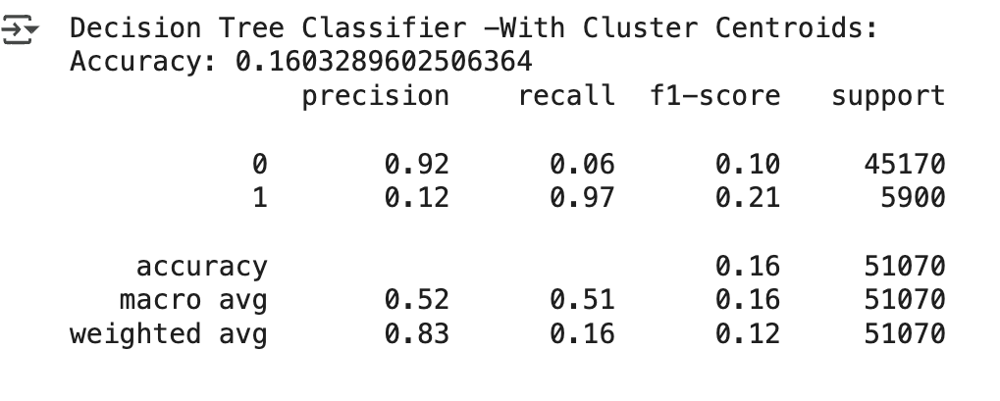 Decision Tree Classifier -With Cluster Centroids:
Accuracy: 0.1603289602506364
precision recall f1-score support
0 0.92 0.06 0.10 45170
1 0.12 0.97 0.21 5900
accuracy 0.16 51070
macro avg 0.52 0.51 0.16 51070
weighted avg 0.83 0.16 0.12 51070